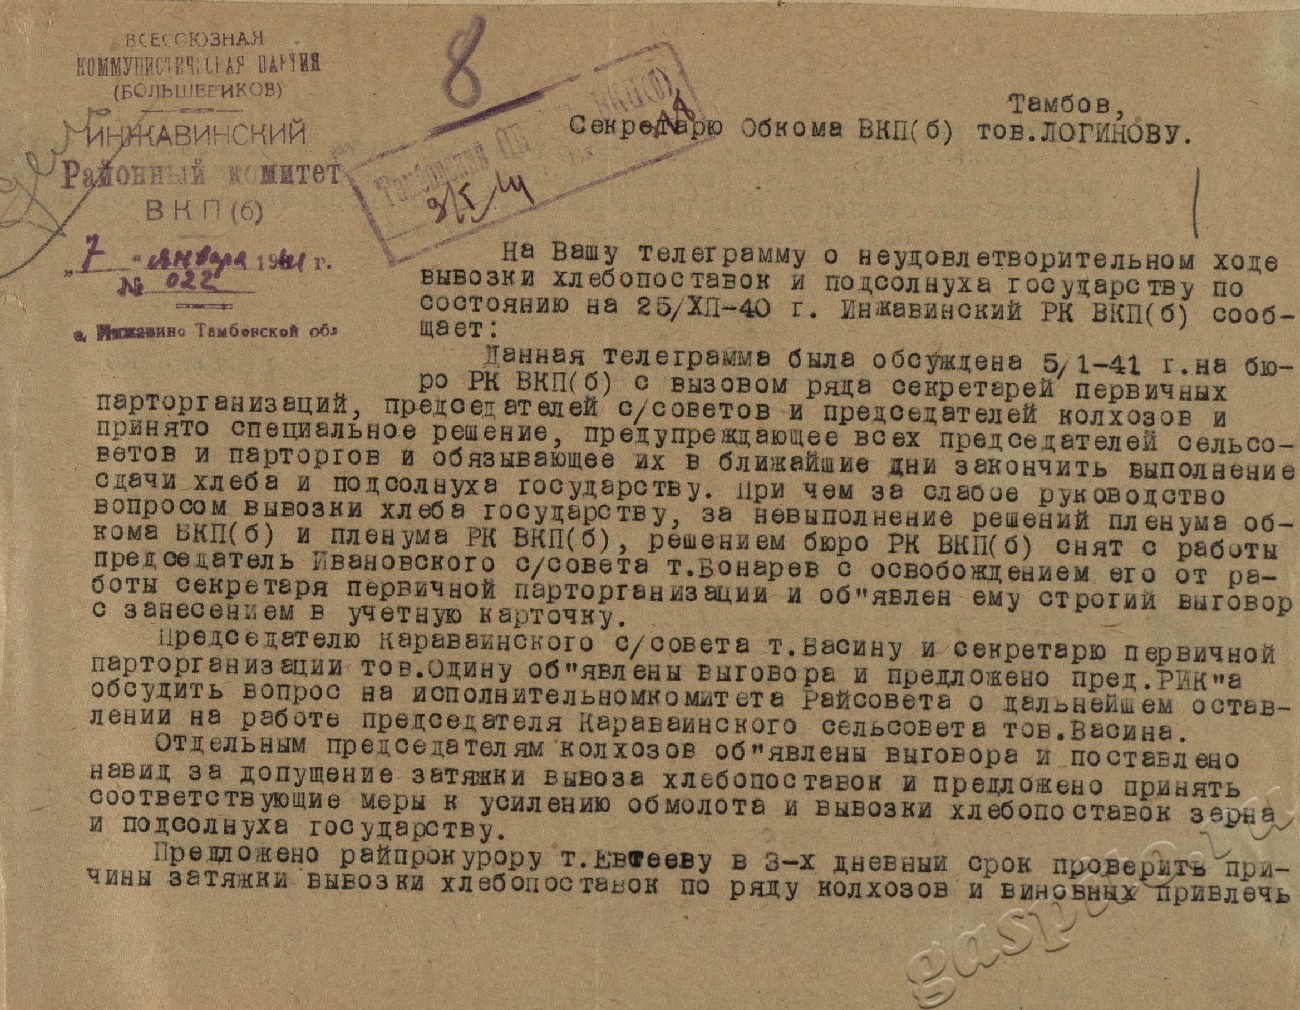 ВСЕСОЮЗНАЯ
КОММУНИСТИЧЕСКАЯ ПАРТИЯ
(БОЛЬШЕВИКОВ)
ИНЖАВИНСКИЙ
Районный комитет
ВКП(б)
„ 7 " января 1941 г.
№ 022
с. Инжавино Тамбовской обл
8
Тамбовский ОК ВКП(б)
Тамбов,
Секретарю Обкома ВКП(б) тов.ЛОГИНОВУ.
На Вашу телеграмму о неудовлетворительном ходе
вывозки хлебопоставок и подсолнуха государству по
состоянию на 25/ХП-40 г. Инжавинский РК ВКП(б) сооб-
щает:
Данная телеграмма была обсуждена 5/1-41 г.на бю-
ро РК ВКП(б) с вызовом ряда секретарей первичных
парторганизаций, председателей с/советов и председателей колхозов и
принято специальное решение, предупреждающее всех председателей сельсо-
ветов и парторгов и обязывающее их в ближайшие дни закончить выполнение
сдачи хлеба и подсолнуха государству. При чем за слабое руководство
вопросом вывозки хлеба государству, за невыполнение решений пленума об-
кома ВКП(б) и пленума РК ВКП(б), решением бюро РК ВКП(б) снят с работы
председатель Ивановского с/совета т.Бонарев с освобождением его от ра-
боты секретаря первичной парторганизации и об"явлен ему строгий выговор
с занесением в учетную карточку.
Председателю Караваинского с/совета т.Васину и секретарю первичной
парторганизации тов.Одину об"явлены выговора и предложено пред.РИК"а
обсудить вопрос на исполнительномкомитета Райсовета о дальнейшем остав-
лении на работе председателя Караваинского сельсовета тов.Васина.
Отдельным председателям колхозов об"явлены выговора и поставлено
навид за допущение затяжки вывоза хлебопоставок и предложено принять
соответствующие меры к усилению обмолота и вывозки хлебопоставок зерна
и подсолнуха государству.
Предложено райпрокурору т.Евтееву в 3-х дневный срок проверить при-
чины затяжки вывозки хлебопоставок по ряду колхозов и виновных привлечь